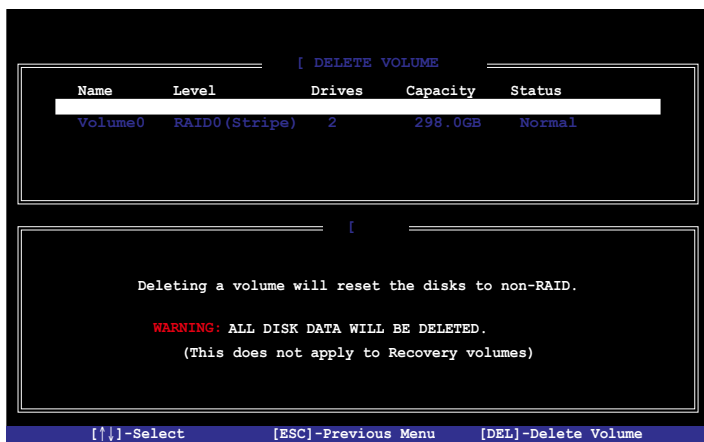 [ DELETE VOLUME
Name Level Drives Capacity Status
Volume0 RAID0(Stripe) 2 298.0GB Normal
[
Deleting a volume will reset the disks to non-RAID.
WARNING: ALL DISK DATA WILL BE DELETED.
(This does not apply to Recovery volumes)
[↑↓]-Select [ESC]-Previous Menu [DEL]-Delete Volume